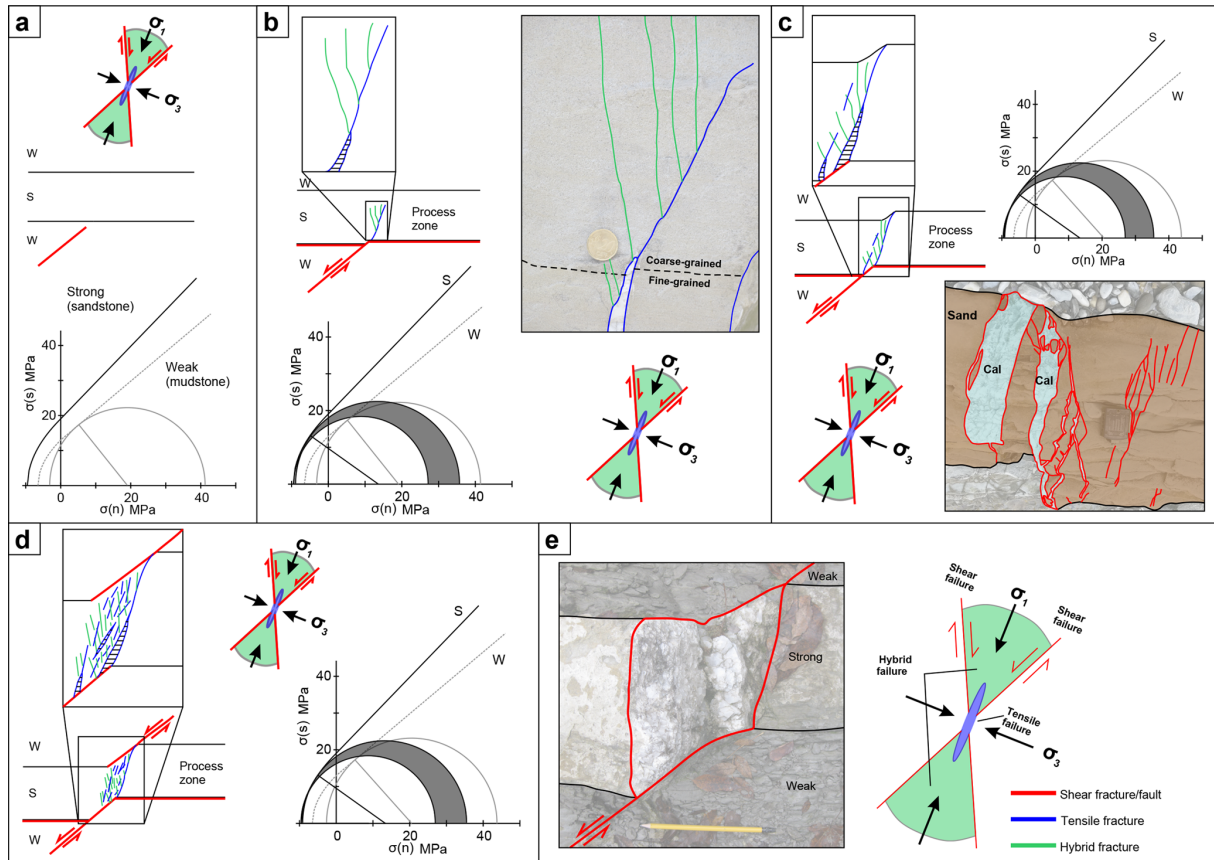 a
σ1
σ3
W
S
W
Strong
(sandstone)
Weak
(mudstone)
σ(s) MPa
40
20
0
20
40
σ(n) MPa
b
W
S
W
Process
zone
S
W
σ(s) MPa
40
20
0
20
40
σ(n) MPa
Coarse-grained
Fine-grained
σ1
σ3
c
W
S
W
Process
zone
S
W
σ(s) MPa
40
20
0
20
40
σ(n) MPa
σ1
σ3
Sand
Cal
Cal
d
W
S
W
Process
zone
σ1
σ3
S
W
σ(s) MPa
40
20
0
20
40
σ(n) MPa
e
Weak
Strong
Weak
Shear
failure
σ1
Shear
failure
Hybrid
failure
Tensile
failure
σ3
Shear fracture/fault
Tensile fracture
Hybrid fracture